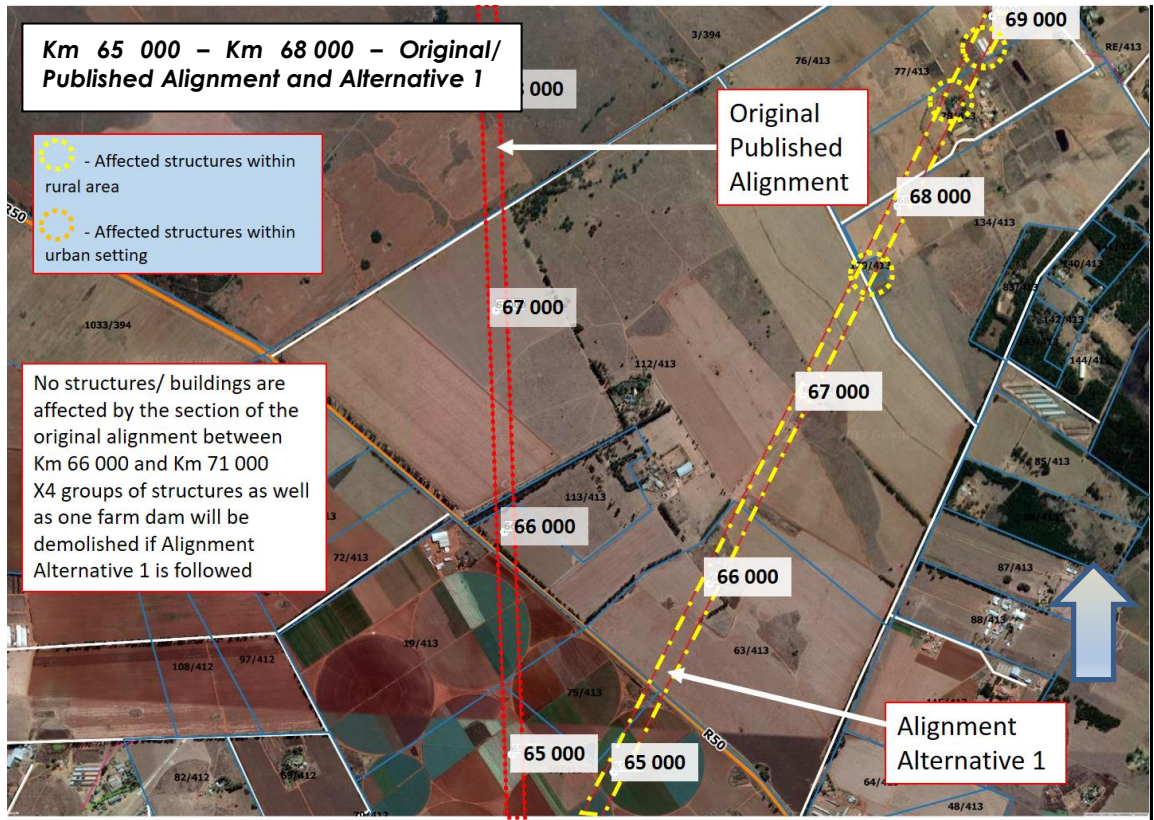 Km 65 000 – Km 68 000 – Original/
Published Alignment and Alternative 1
- Affected structures within
rural area
- Affected structures within
urban setting
No structures/ buildings are
affected by the section of the
original alignment between
Km 66 000 and Km 71 000
X4 groups of structures as well
as one farm dam will be
demolished if Alignment
Alternative 1 is followed
Original
Published
Alignment
Alignment
Alternative 1
69 000
68 000
67 000
66 000
65 000
000
67 000
66 000
65 000
3/394
76/413
77/413
RE/413
134/413
140/413
142/413
85/413
87/413
88/413
64/413
48/413
63/413
112/413
113/413
75/413
19/413
72/413
1033/394
108/412
97/412
82/412
R50
R50